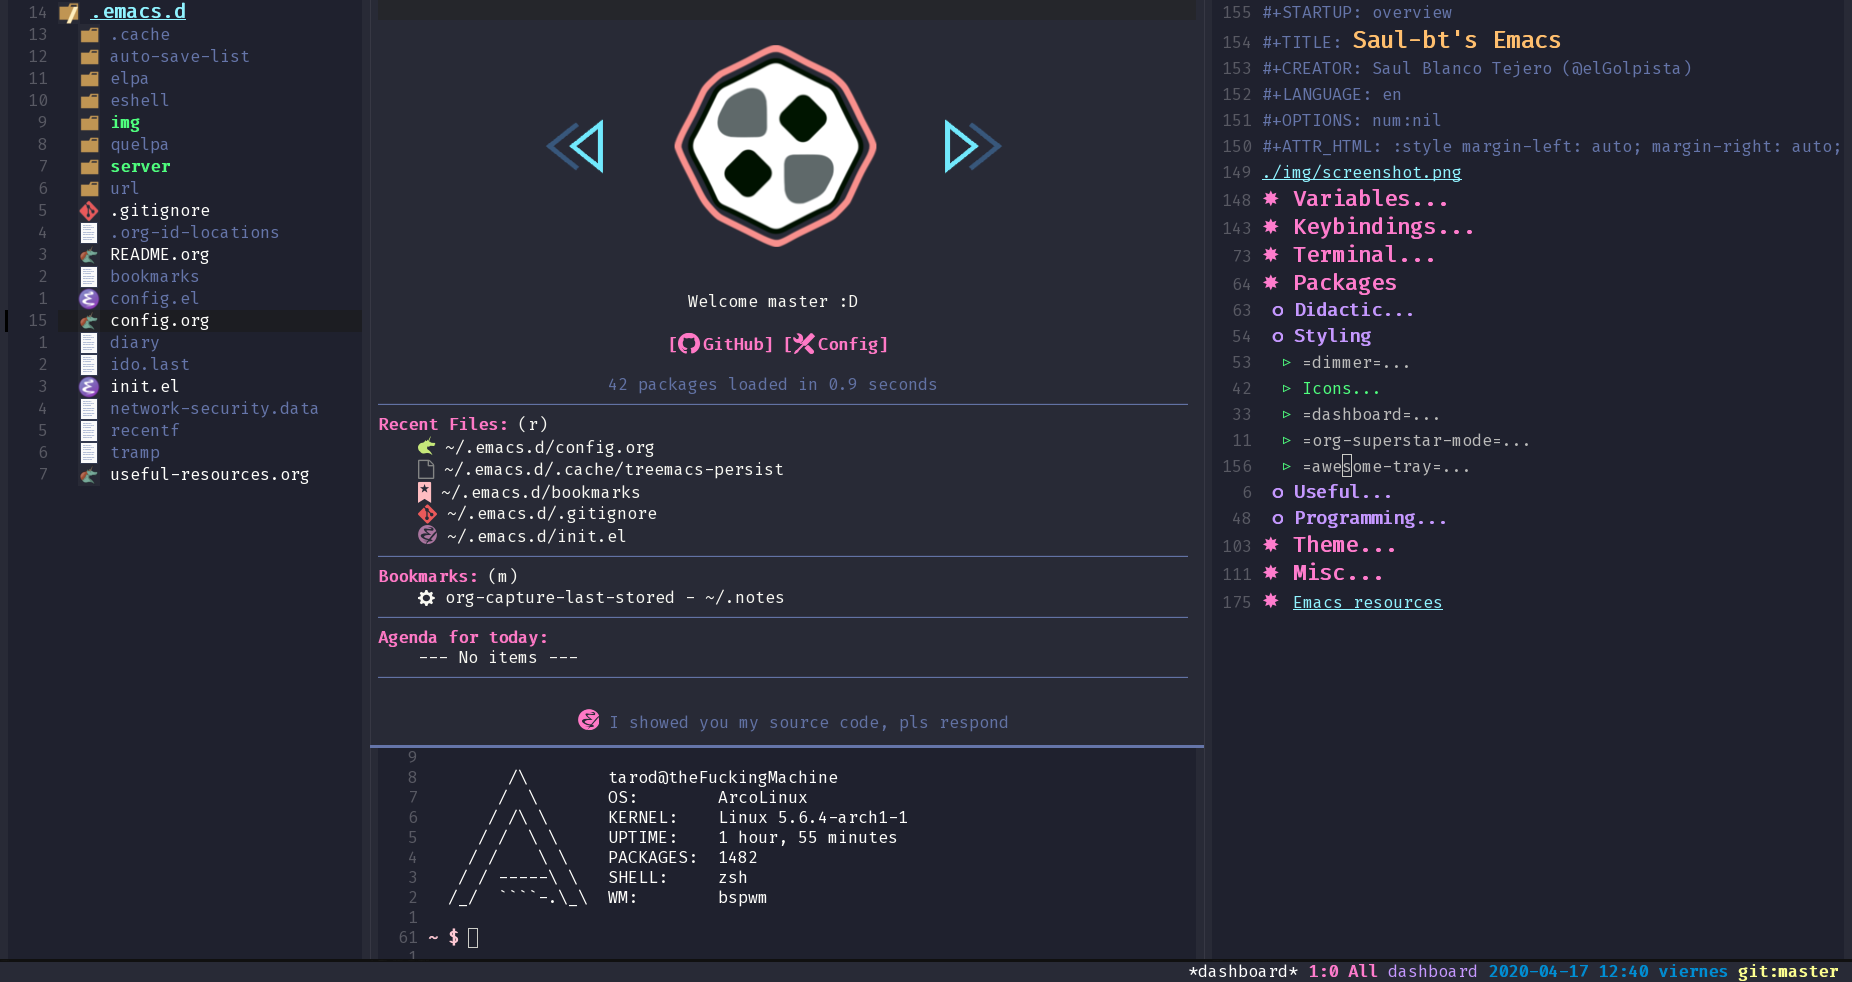 14 .emacs.d
13 .cache
12 auto-save-list
11 elpa
10 eshell
9 img
8 quelpa
7 server
6 url
5 .gitignore
4 .org-id-locations
3 README.org
2 bookmarks
1 config.el
15 config.org
1 diary
2 ido.last
3 init.el
4 network-security.data
5 recentf
6 tramp
7 useful-resources.org
Welcome master :D
[GitHub] [Config]
42 packages loaded in 0.9 seconds
Recent Files: (r)
~/.emacs.d/config.org
~/.emacs.d/.cache/treemacs-persist
~/.emacs.d/bookmarks
~/.emacs.d/.gitignore
~/.emacs.d/init.el
Bookmarks: (m)
org-capture-last-stored - ~/.notes
Agenda for today:
--- No items ---
I showed you my source code, pls respond
9
8         /\        tarod@theFuckingMachine
7        /  \       OS:        ArcoLinux
6       / /\ \      KERNEL:    Linux 5.6.4-arch1-1
5      / /  \ \     UPTIME:    1 hour, 55 minutes
4     / /    \ \    PACKAGES:  1482
3    / / -----\ \   SHELL:     zsh
2   /_/  ````-.\_\  WM:        bspwm
1
61 ~ $
1
155 #+STARTUP: overview
154 #+TITLE: Saul-bt's Emacs
153 #+CREATOR: Saul Blanco Tejero (@elGolpista)
152 #+LANGUAGE: en
151 #+OPTIONS: num:nil
150 #+ATTR_HTML: :style margin-left: auto; margin-right: auto;
149 ./img/screenshot.png
148 ✸ Variables...
143 ✸ Keybindings...
73 ✸ Terminal...
64 ✸ Packages
63 o Didactic...
54 o Styling
53 ▷ =dimmer=...
42 ▷ Icons...
33 ▷ =dashboard=...
11 ▷ =org-superstar-mode=...
156 ▷ =awesome-tray=...
6 o Useful...
48 o Programming...
103 ✸ Theme...
111 ✸ Misc...
175 ✸ Emacs resources
*dashboard* 1:0 All dashboard 2020-04-17 12:40 viernes git:master